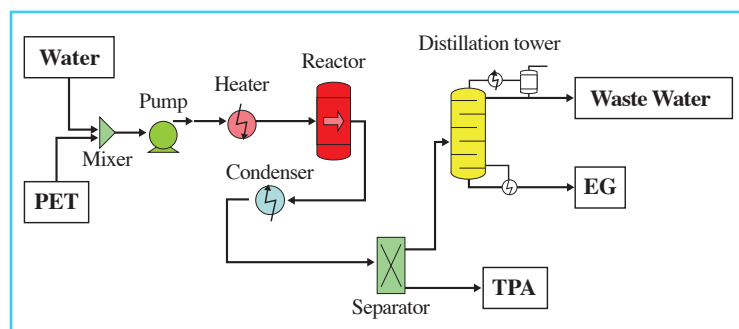 Water
PET
Mixer
Pump
Heater
Reactor
Condenser
Separator
Distillation tower
Waste Water
EG
TPA